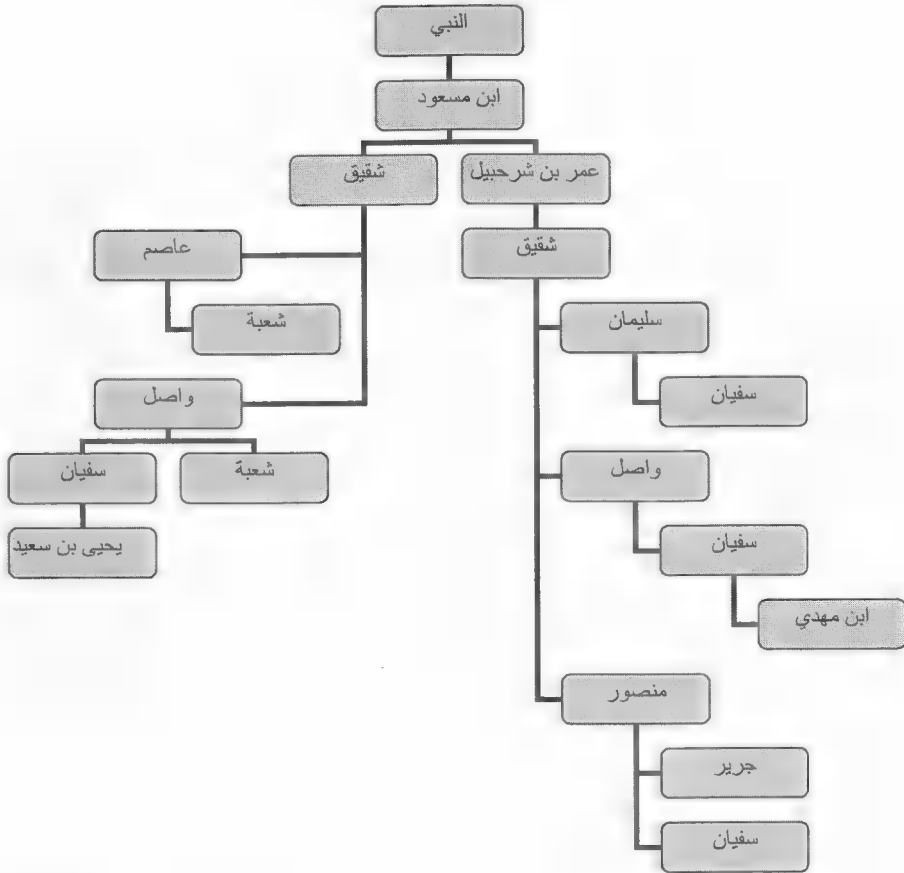 النبي
ابن مسعود
عمر بن شرحبيل
شقيق
شقيق
عاصم
شعبة
سليمان
سفيان
واصل
سفيان
شعبة
يحيى بن سعيد
واصل
سفيان
ابن مهدي
منصور
جرير
سفيان